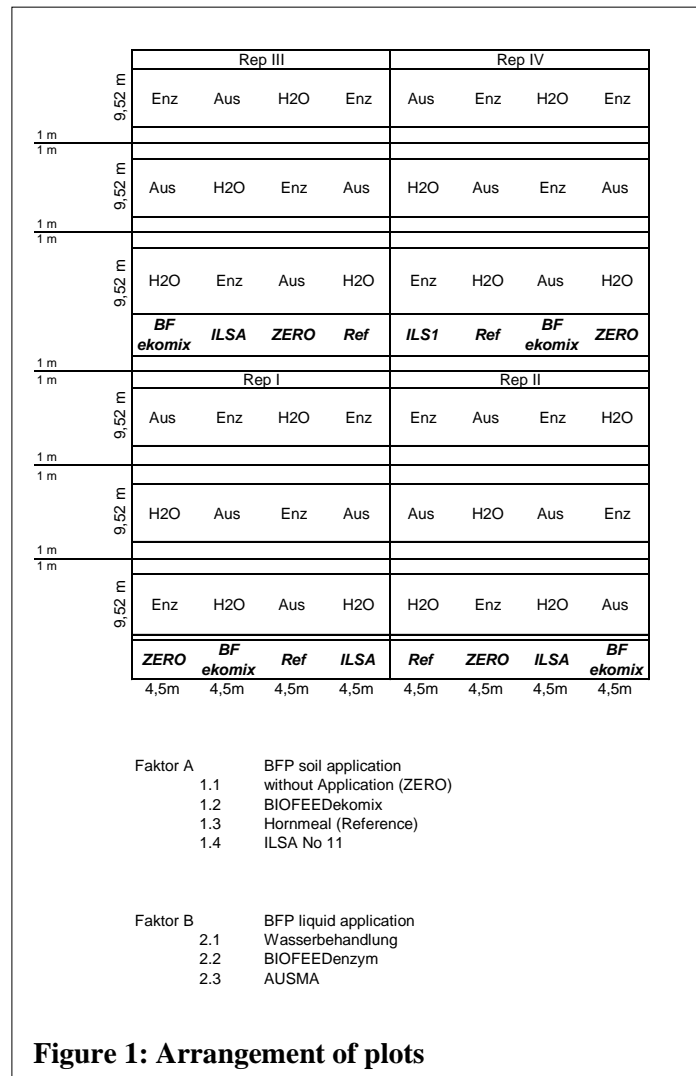 Rep III Rep IV
9,52 m Enz Aus H2O Enz Aus Enz H2O Enz
1 m
1 m
9,52 m Aus H2O Enz Aus H2O Aus Enz Aus
1 m
1 m
9,52 m H2O Enz Aus H2O Enz H2O Aus H2O
BF ekomix ILSA ZERO Ref ILS1 Ref BF ekomix ZERO
1 m
1 m
Rep I Rep II
9,52 m Aus Enz H2O Enz Enz Aus Enz H2O
1 m
1 m
9,52 m H2O Aus Enz Aus Aus H2O Aus Enz
1 m
1 m
9,52 m Enz H2O Aus H2O H2O Enz H2O Aus
ZERO BF ekomix Ref ILSA Ref ZERO ILSA BF ekomix
4,5m 4,5m 4,5m 4,5m 4,5m 4,5m 4,5m 4,5m
Faktor A BFP soil application
1.1 without Application (ZERO)
1.2 BIOFEEDekomix
1.3 Hornmeal (Reference)
1.4 ILSA No 11
Faktor B BFP liquid application
2.1 Wasserbehandlung
2.2 BIOFEEDenzym
2.3 AUSMA
Figure 1: Arrangement of plots